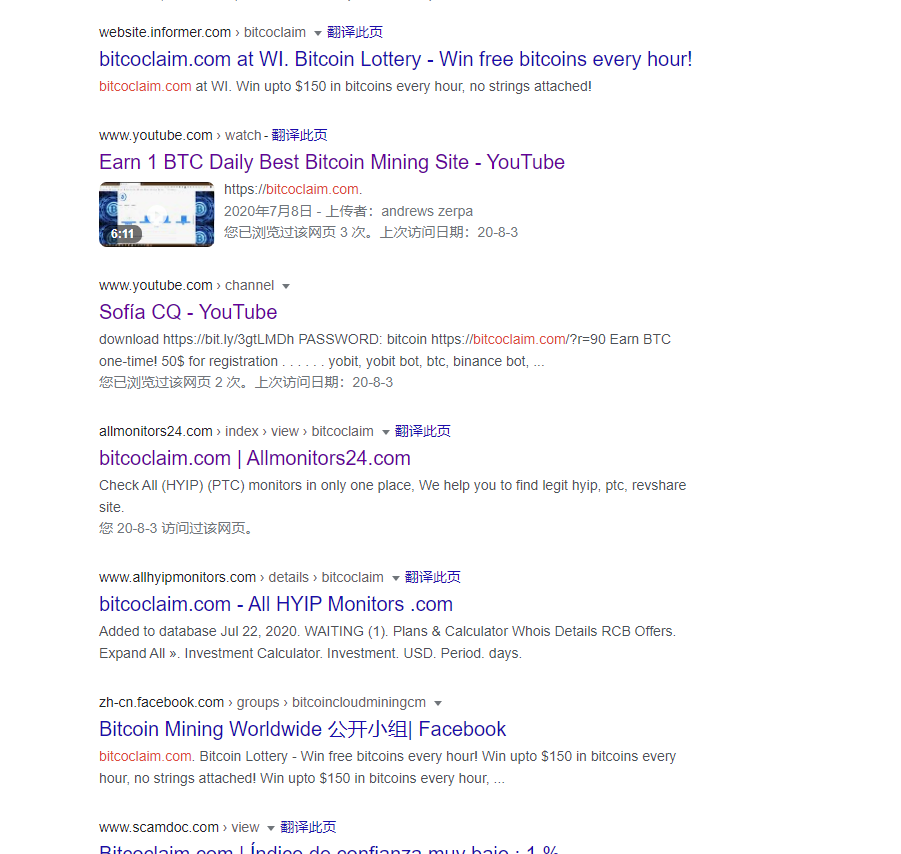 website.informer.com › bitcoclaim ▾ 翻译此页
bitcoclaim.com at WI. Bitcoin Lottery - Win free bitcoins every hour!
bitcoclaim.com at WI. Win upto $150 in bitcoins every hour, no strings attached!
www.youtube.com › watch - 翻译此页
Earn 1 BTC Daily Best Bitcoin Mining Site - YouTube
https://bitcoclaim.com.
2020年7月8日 - 上传者：andrews zerpa
6:11
您已浏览过该网页 3 次。上次访问日期：20-8-3
www.youtube.com › channel ▾
Sofía CQ - YouTube
download https://bit.ly/3gtLMDh PASSWORD: bitcoin https://bitcoclaim.com/?r=90 Earn BTC
one-time! 50$ for registration . . . . . . yobit, yobit bot, btc, binance bot, ...
您已浏览过该网页 2 次。上次访问日期：20-8-3
allmonitors24.com › index › view › bitcoclaim ▾ 翻译此页
bitcoclaim.com | Allmonitors24.com
Check All (HYIP) (PTC) monitors in only one place, We help you to find legit hyip, ptc, revshare
site.
您 20-8-3 访问过该网页。
www.allhyipmonitors.com › details › bitcoclaim ▾ 翻译此页
bitcoclaim.com - All HYIP Monitors .com
Added to database Jul 22, 2020. WAITING (1). Plans & Calculator Whois Details RCB Offers.
Expand All ». Investment Calculator. Investment. USD. Period. days.
zh-cn.facebook.com › groups › bitcoincloudminingcm ▾
Bitcoin Mining Worldwide 公开小组| Facebook
bitcoclaim.com. Bitcoin Lottery - Win free bitcoins every hour! Win upto $150 in bitcoins every
hour, no strings attached! Win upto $150 in bitcoins every hour, ...
www.scamdoc.com › view ▾ 翻译此页
Bitcoclaim.com | Índice de confianza muy bajo : 1 %